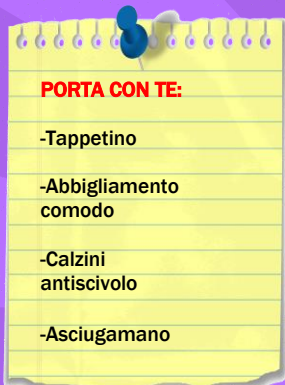 PORTA CON TE:
-Tappetino
-Abbigliamento
comodo
-Calzini
antiscivolo
-Asciugamano